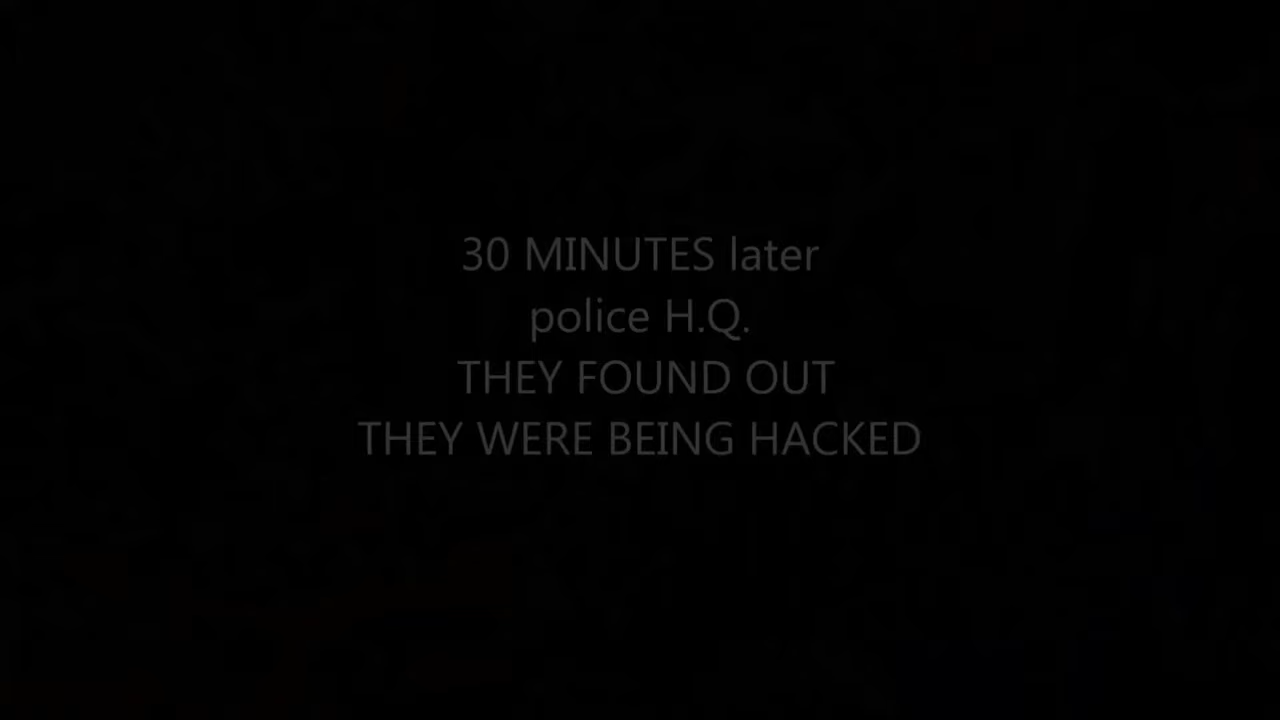 30 MINUTES later
police H.Q.
THEY FOUND OUT
THEY WERE BEING HACKED